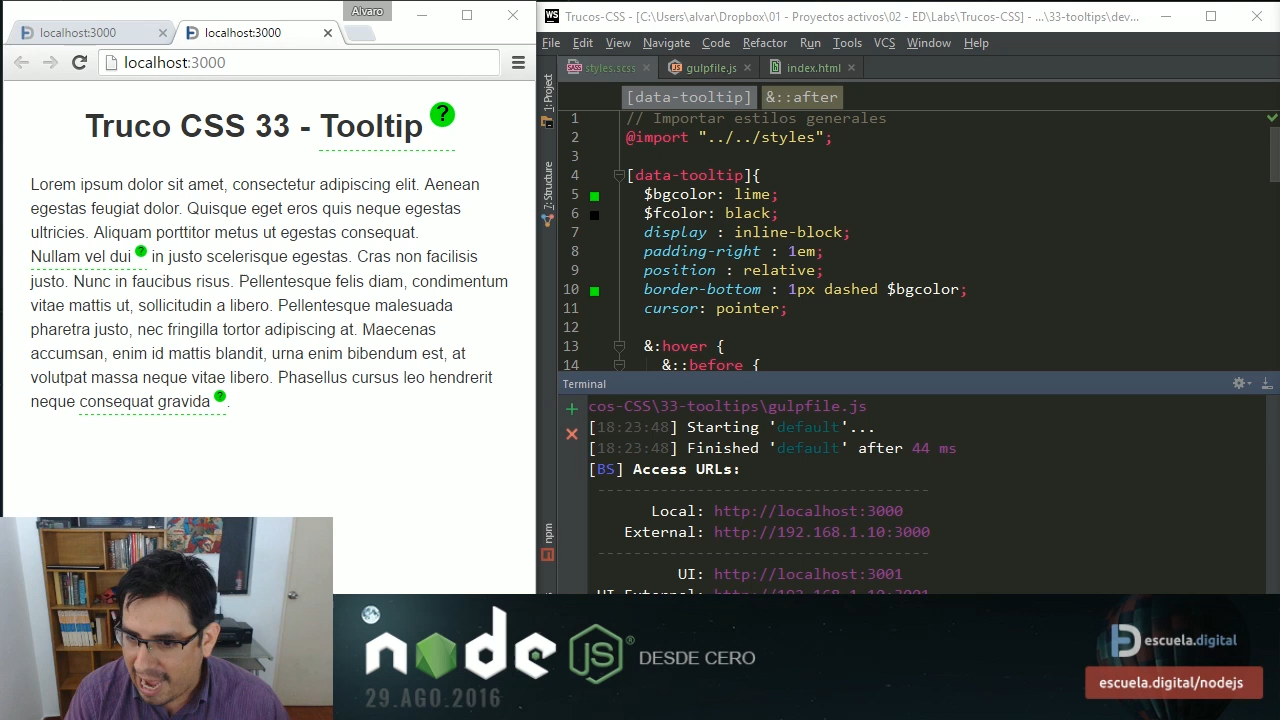 Alvaro
localhost:3000
localhost:3000
localhost:3000
Truco CSS 33 - Tooltip ?
Lorem ipsum dolor sit amet, consectetur adipiscing elit. Aenean
egestas feugiat dolor. Quisque eget eros quis neque egestas
ultricies. Aliquam porttitor metus ut egestas consequat.
Nullam vel dui ? in justo scelerisque egestas. Cras non facilisis
justo. Nunc in faucibus risus. Pellentesque felis diam, condimentum
vitae mattis ut, sollicitudin a libero. Pellentesque malesuada
pharetra justo, nec fringilla tortor adipiscing at. Maecenas
accumsan, enim id mattis blandit, urna enim bibendum est, at
volutpat massa neque vitae libero. Phasellus cursus leo hendrerit
neque consequat gravida ?.
WS Trucos-CSS - [C:\Users\alvar\Dropbox\01 - Proyectos activos\02 - ED\Labs\Trucos-CSS] - ...\33-tooltips\dev...
File Edit View Navigate Code Refactor Run Tools VCS Window Help
styles.scss gulpfile.js index.html
1: Project
7: Structure
npm
[data-tooltip] &::after
1 // Importar estilos generales
2 @import "../../styles";
3
4 [data-tooltip]{
5 $bgcolor: lime;
6 $fcolor: black;
7 display : inline-block;
8 padding-right : 1em;
9 position : relative;
10 border-bottom : 1px dashed $bgcolor;
11 cursor: pointer;
12
13 &:hover {
14 &::before {
Terminal
cos-CSS\33-tooltips\gulpfile.js
[18:23:48] Starting 'default'...
[18:23:48] Finished 'default' after 44 ms
[BS] Access URLs:
-------------------------------------
Local: http://localhost:3000
External: http://192.168.1.10:3000
-------------------------------------
UI: http://localhost:3001
UI External: http://192.168.1.10:3001
node JS® DESDE CERO
29.AGO.2016
escuela.digital
escuela.digital/nodejs